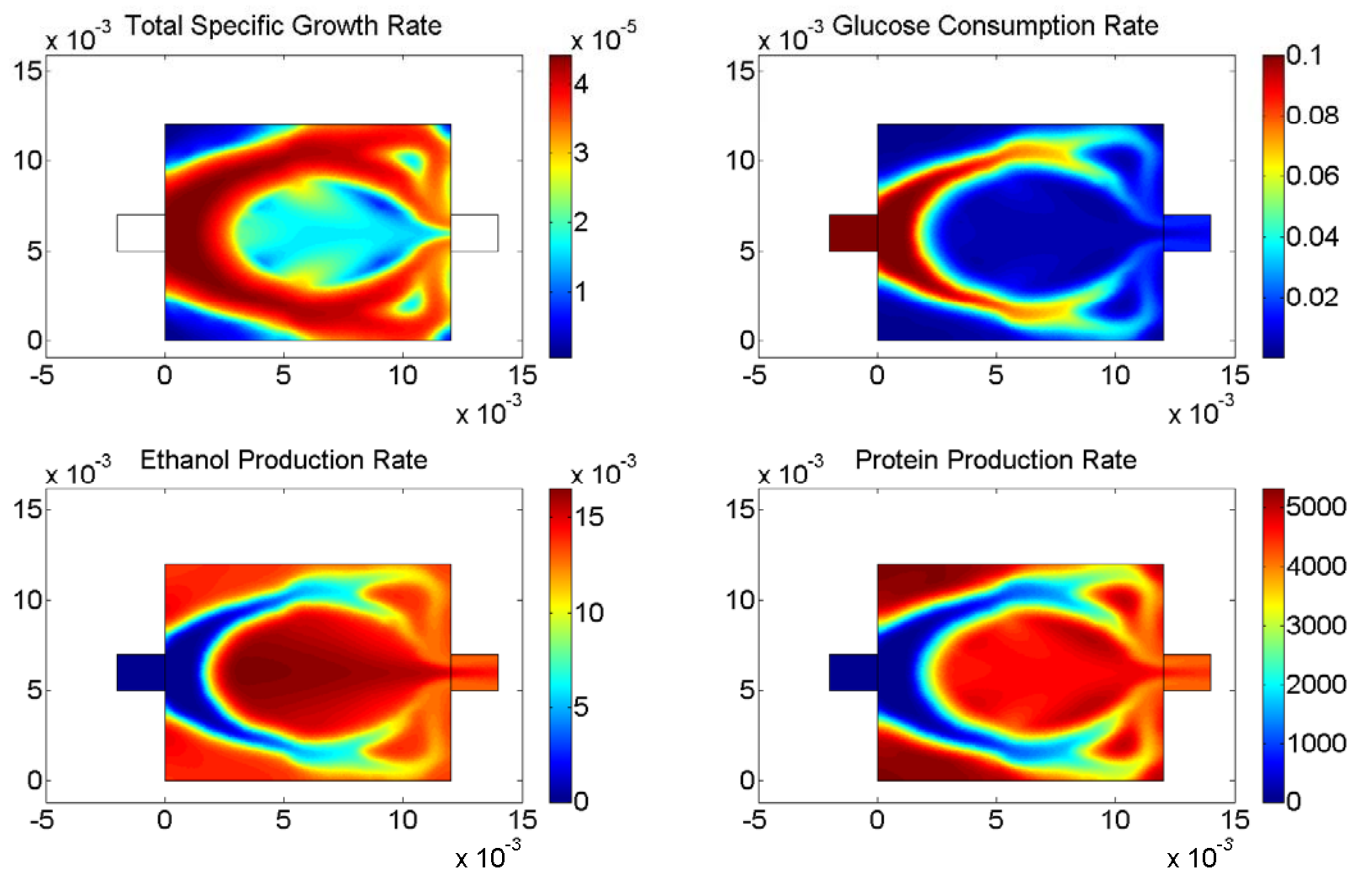 x 10-3 Total Specific Growth Rate
x 10-5
15
10
5
0
-5 0 5 10 15
x 10-3
4
3
2
1
x 10-3 Glucose Consumption Rate
15
10
5
0
-5 0 5 10 15
x 10-3
0.1
0.08
0.06
0.04
0.02
x 10-3 Ethanol Production Rate
x 10-3
15
10
5
0
-5 0 5 10 15
x 10-3
15
10
5
0
x 10-3 Protein Production Rate
15
10
5
0
-5 0 5 10 15
x 10-3
5000
4000
3000
2000
1000
0